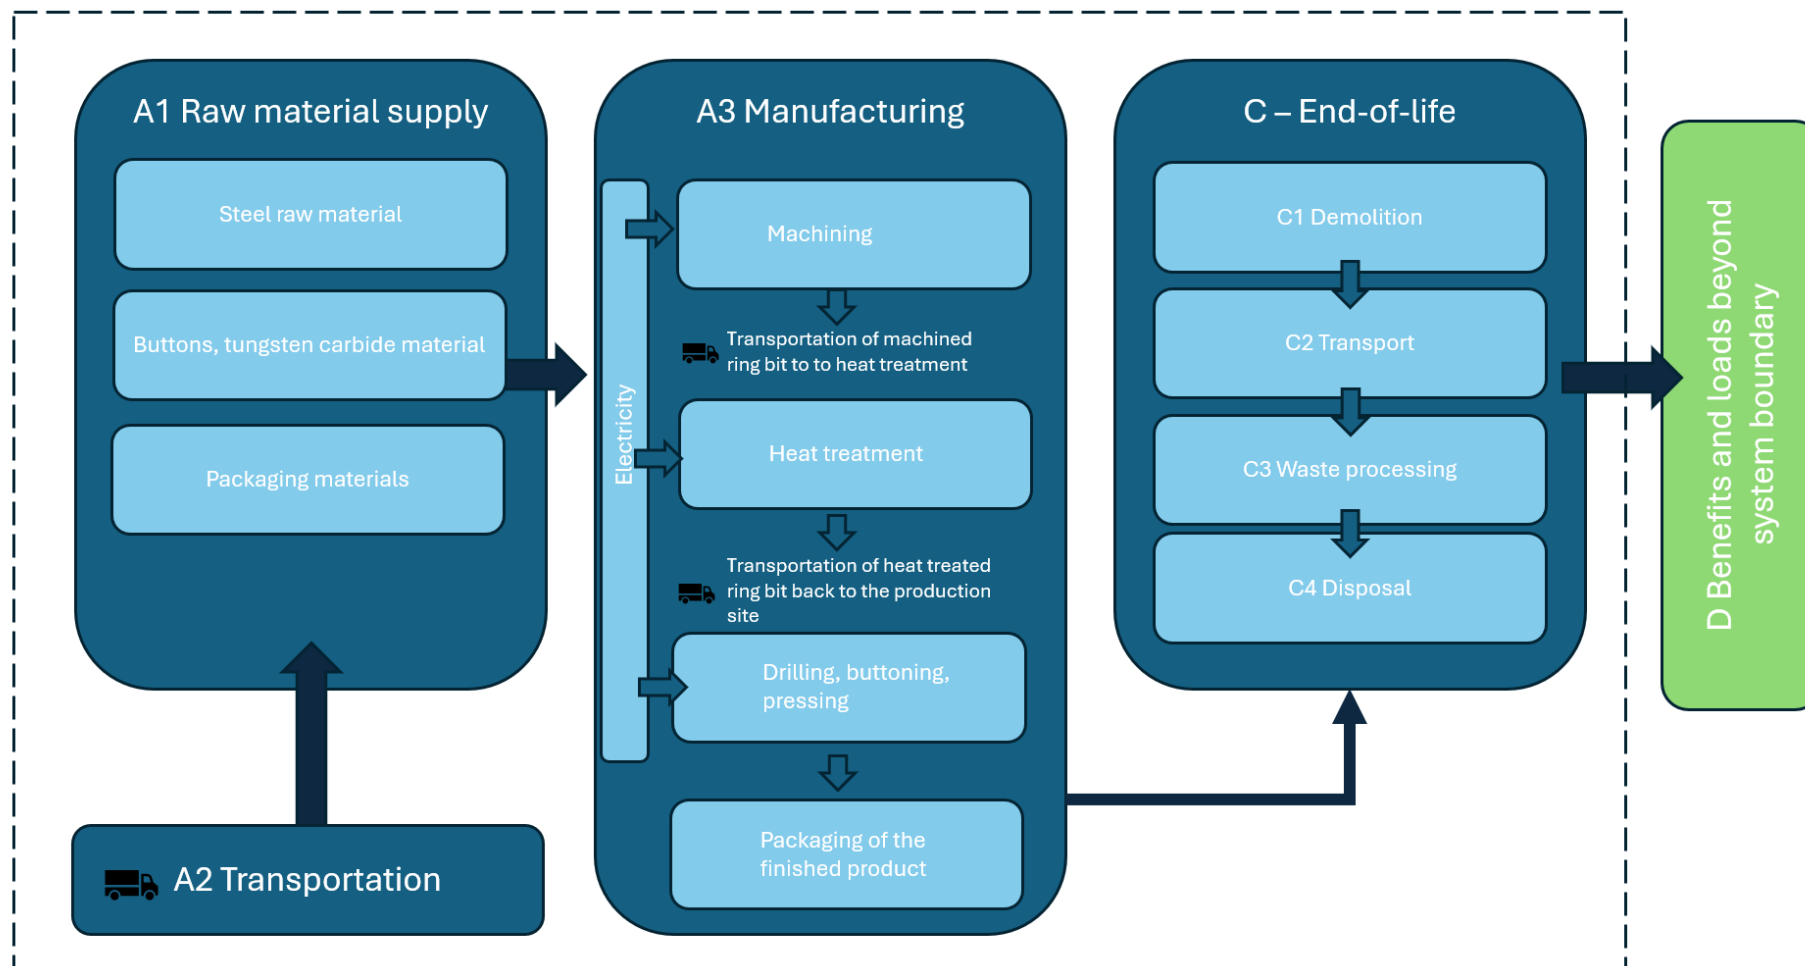 A1 Raw material supply
Steel raw material
Buttons, tungsten carbide material
Packaging materials
A2 Transportation
A3 Manufacturing
Electricity
Machining
Transportation of machined
ring bit to to heat treatment
Heat treatment
Transportation of heat treated
ring bit back to the production
site
Drilling, buttoning,
pressing
Packaging of the
finished product
C – End-of-life
C1 Demolition
C2 Transport
C3 Waste processing
C4 Disposal
D Benefits and loads beyond
system boundary